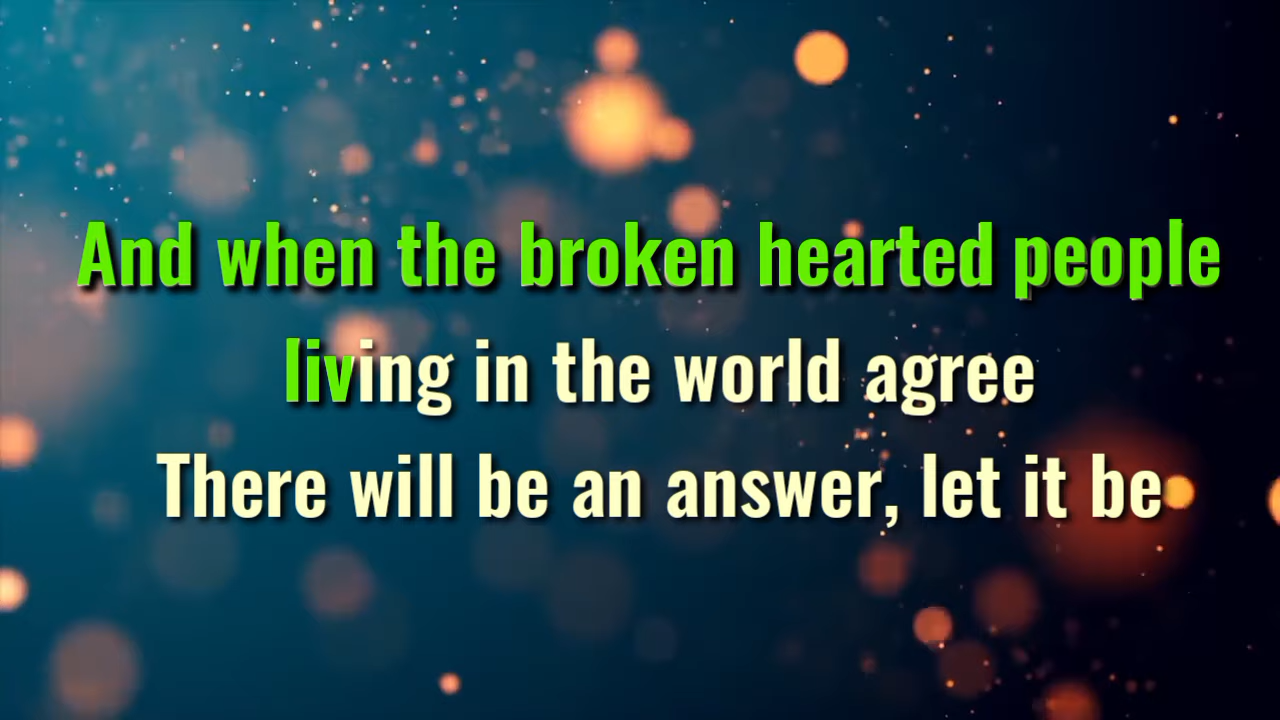 And when the broken hearted people
living in the world agree
There will be an answer, let it be